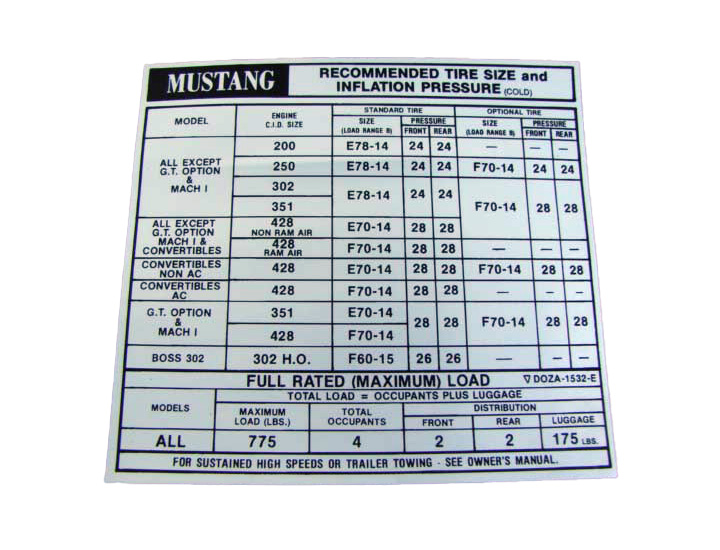 MUSTANG RECOMMENDED TIRE SIZE and
INFLATION PRESSURE (COLD)
MODEL ENGINE C.I.D. SIZE STANDARD TIRE OPTIONAL TIRE
SIZE (LOAD RANGE B) PRESSURE SIZE (LOAD RANGE B) PRESSURE
FRONT REAR FRONT REAR
ALL EXCEPT
G.T. OPTION
&
MACH I
200 E78-14 24 24 — — —
250 E78-14 24 24 F70-14 24 24
302 E78-14 24 24 F70-14 28 28
351
ALL EXCEPT
G.T. OPTION
MACH I &
CONVERTIBLES
428 NON RAM AIR E70-14 28 28
428 RAM AIR F70-14 28 28 — — —
CONVERTIBLES
NON AC
428 E70-14 28 28 F70-14 28 28
CONVERTIBLES
AC
428 F70-14 28 28 — — —
G.T. OPTION
&
MACH I
351 E70-14 28 28 F70-14 28 28
428 F70-14
BOSS 302 302 H.O. F60-15 26 26 — — —
FULL RATED (MAXIMUM) LOAD ▽ DOZA-1532-E
MODELS TOTAL LOAD = OCCUPANTS PLUS LUGGAGE
MAXIMUM LOAD (LBS.) TOTAL OCCUPANTS DISTRIBUTION
FRONT REAR LUGGAGE
ALL 775 4 2 2 175 LBS.
FOR SUSTAINED HIGH SPEEDS OR TRAILER TOWING - SEE OWNER'S MANUAL.